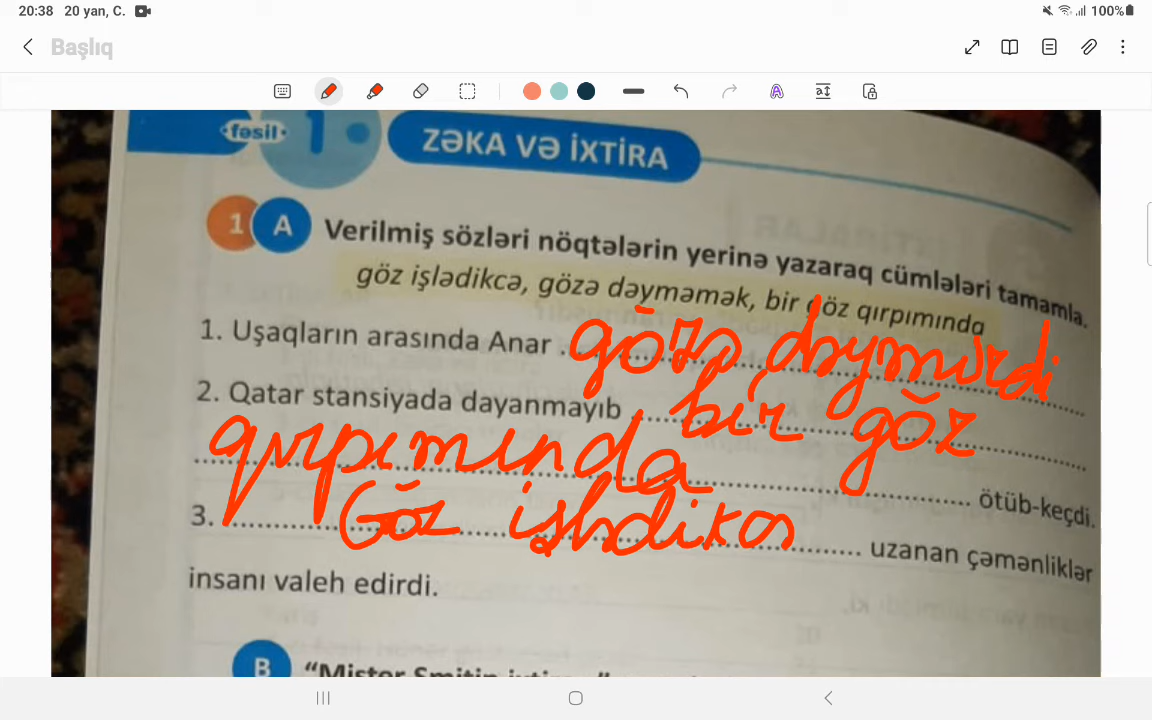 20:38 20 yan, C. 100%
Başlıq
fəsil 1 ZƏKA VƏ İXTİRA
1 A Verilmiş sözləri nöqtələrin yerinə yazaraq cümlələri tamamla.
göz işlədikcə, gözə dəyməmək, bir göz qırpımında
1. Uşaqların arasında Anar gözə dəymürdi
2. Qatar stansiyada dayanmayıb bir göz
qırpımında ötüb-keçdi.
3. Göz işlədikcə uzanan çəmənliklər
insanı valeh edirdi.
B